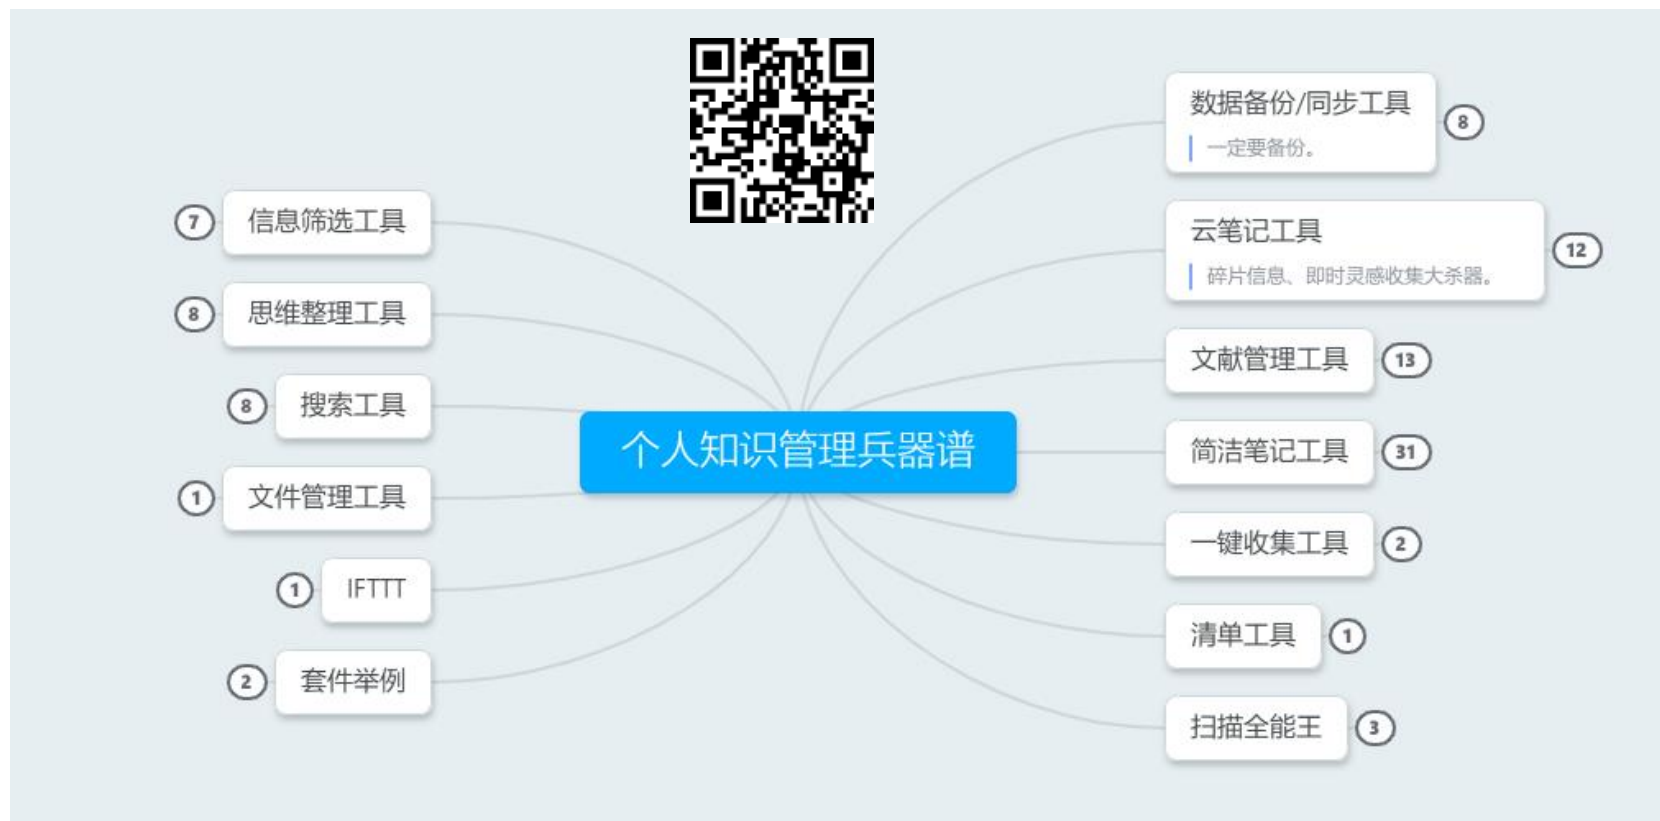 数据备份/同步工具
8
一定要备份。
云笔记工具
12
碎片信息、即时灵感收集大杀器。
文献管理工具
13
简洁笔记工具
31
一键收集工具
2
清单工具
1
扫描全能王
3
个人知识管理兵器谱
7
信息筛选工具
8
思维整理工具
8
搜索工具
1
文件管理工具
1
IFTTT
2
套件举例